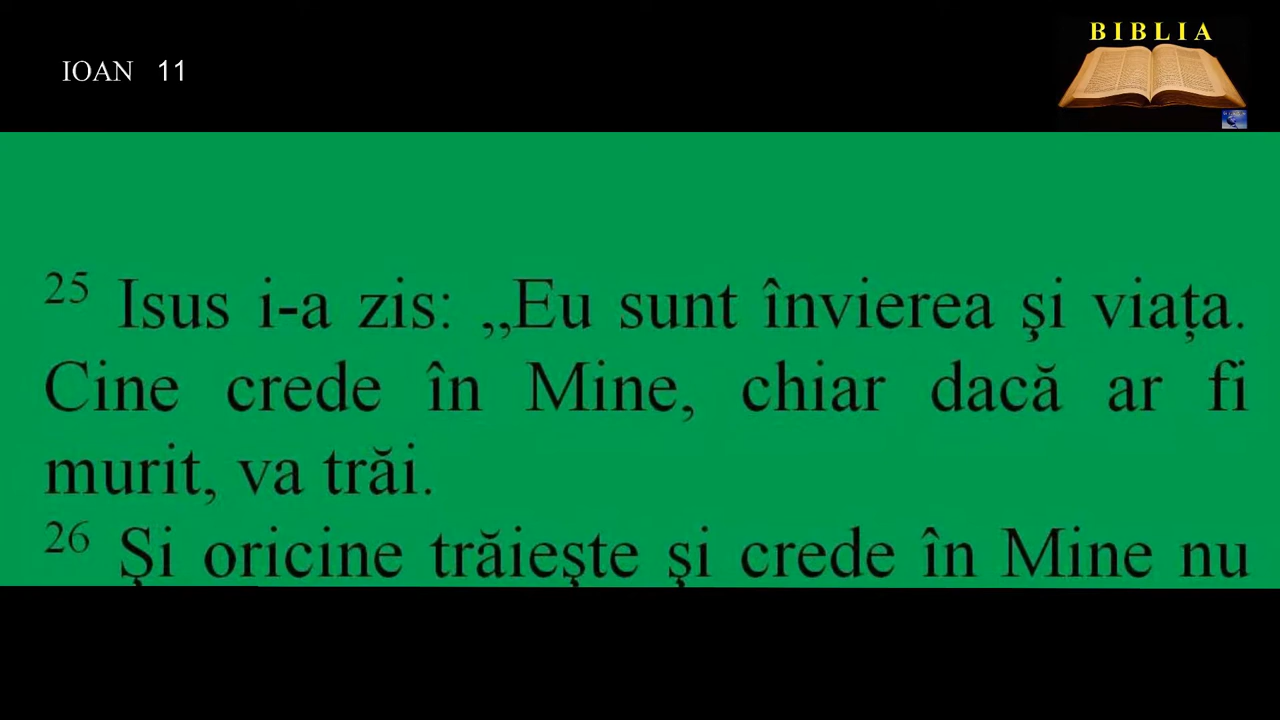 BIBLIA
IOAN 11
25 Isus i-a zis: „Eu sunt învierea şi viaţa.
Cine crede în Mine, chiar dacă ar fi
murit, va trăi.
26 Şi oricine trăieşte şi crede în Mine nu